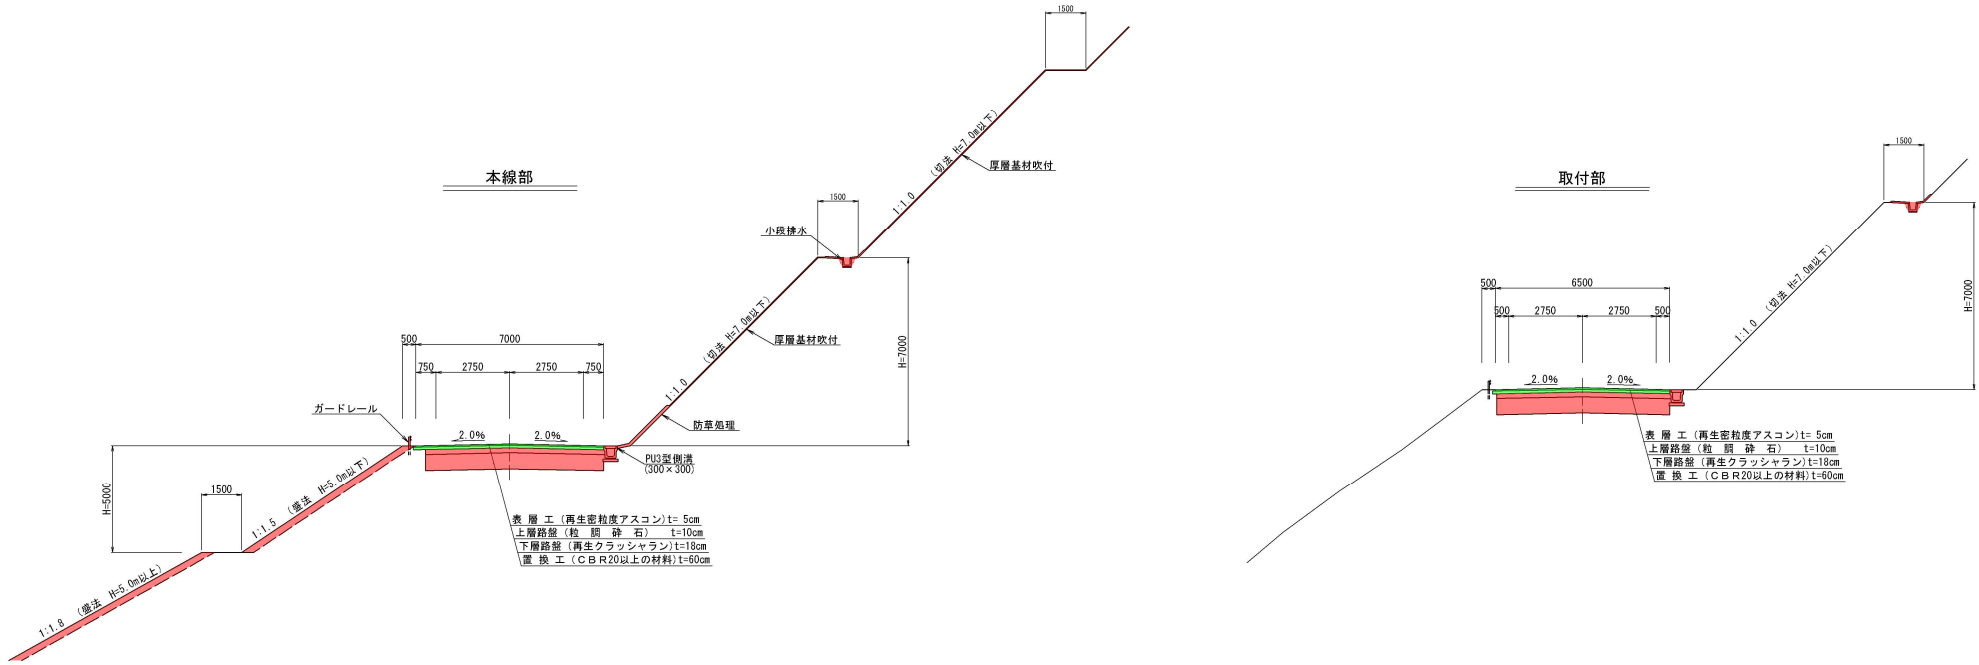 本線部
1500
(切法 H=7.0m以下)
1:1.0
厚層基材吹付
1500
小段排水
(切法 H=7.0m以下)
1:1.0
厚層基材吹付
H=7000
500
7000
750
2750
2750
750
ガードレール
2.0%
2.0%
防草処理
PU3型側溝
(300×300)
H=5000
1500
1:1.5
(盛法 H=5.0m以下)
1:1.8
(盛法 H=5.0m以上)
表 層 工 (再生密粒度アスコン)t= 5cm
上層路盤 (粒 調 砕 石) t=10cm
下層路盤 (再生クラッシャラン)t=18cm
置 換 工 (CBR20以上の材料)t=60cm
取付部
1500
(切法 H=7.0m以下)
1:1.0
H=7000
500
6500
500
2750
2750
500
2.0%
2.0%
表 層 工 (再生密粒度アスコン)t= 5cm
上層路盤 (粒 調 砕 石) t=10cm
下層路盤 (再生クラッシャラン)t=18cm
置 換 工 (CBR20以上の材料)t=60cm